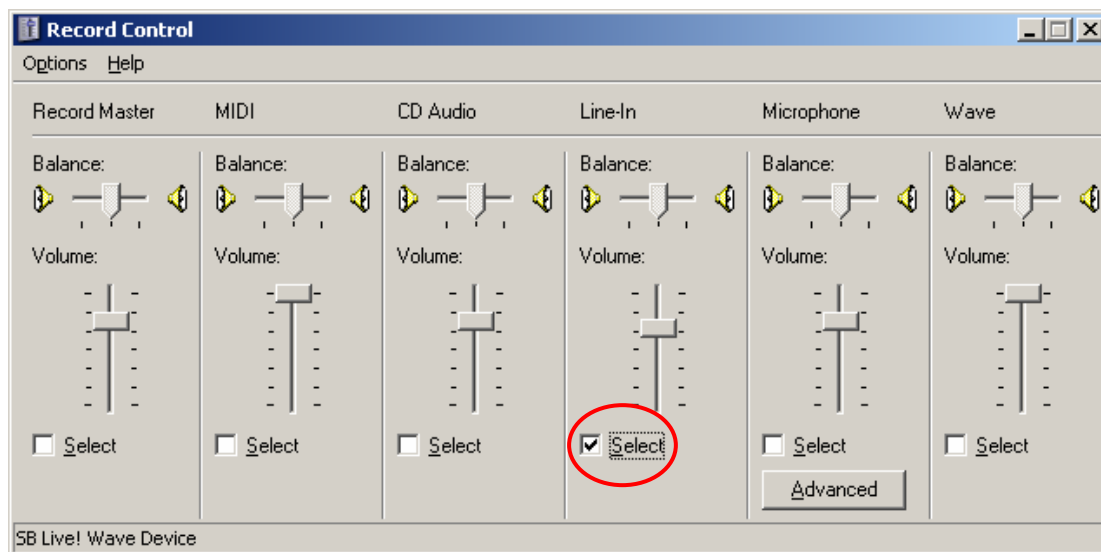 Record Control
Options Help
Record Master MIDI CD Audio Line-In Microphone Wave
Balance: Balance: Balance: Balance: Balance: Balance:
Volume: Volume: Volume: Volume: Volume: Volume:
Select Select Select Select Select Select
Advanced
SB Live! Wave Device